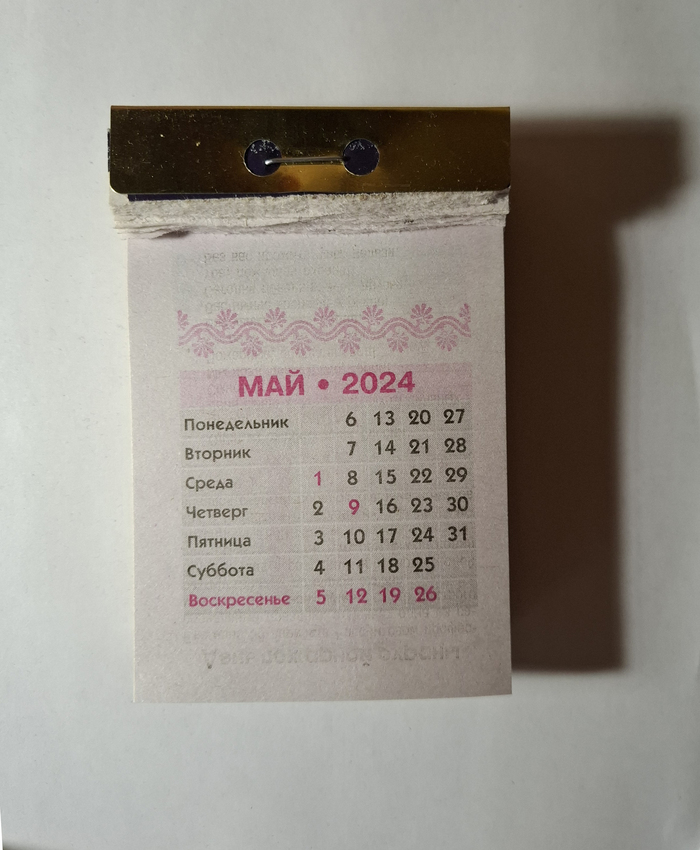 МАЙ • 2024
Понедельник 6 13 20 27
Вторник 7 14 21 28
Среда 1 8 15 22 29
Четверг 2 9 16 23 30
Пятница 3 10 17 24 31
Суббота 4 11 18 25
Воскресенье 5 12 19 26